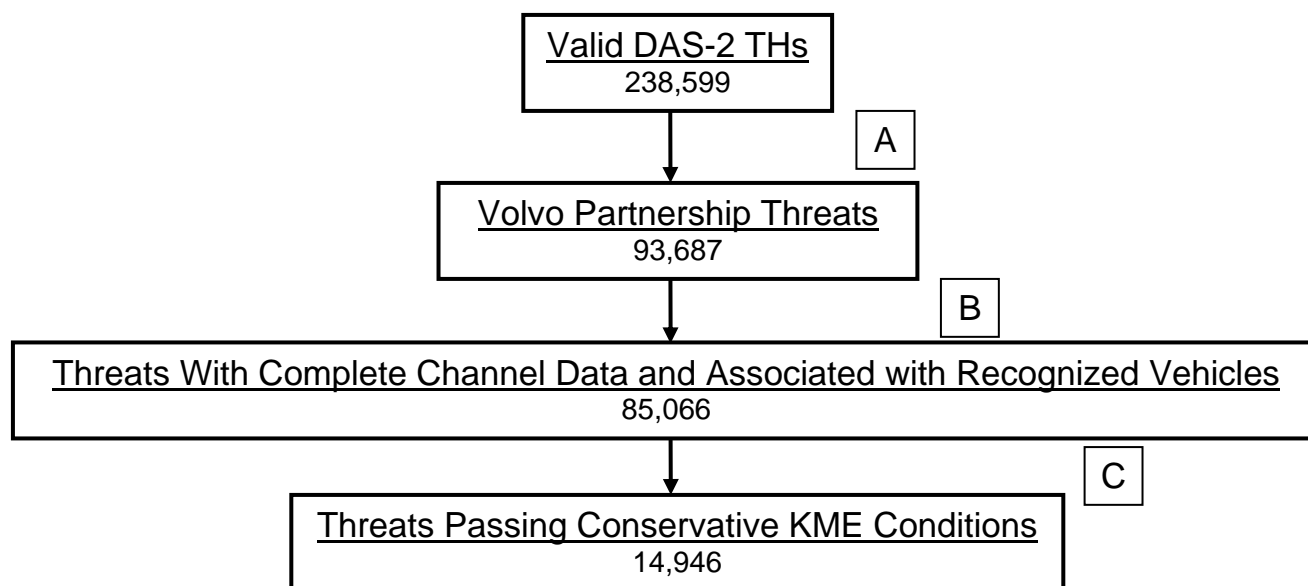 Valid DAS-2 THs
238,599
A
Volvo Partnership Threats
93,687
B
Threats With Complete Channel Data and Associated with Recognized Vehicles
85,066
C
Threats Passing Conservative KME Conditions
14,946